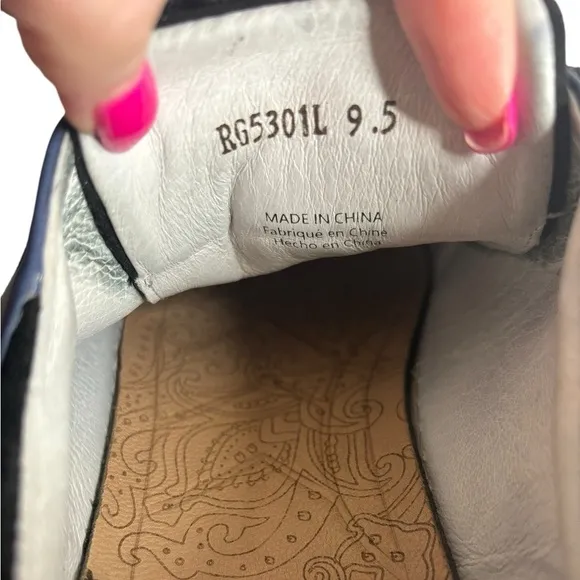 RG5301L 9.5
MADE IN CHINA
Fabriqué en Chine
Hecho en China